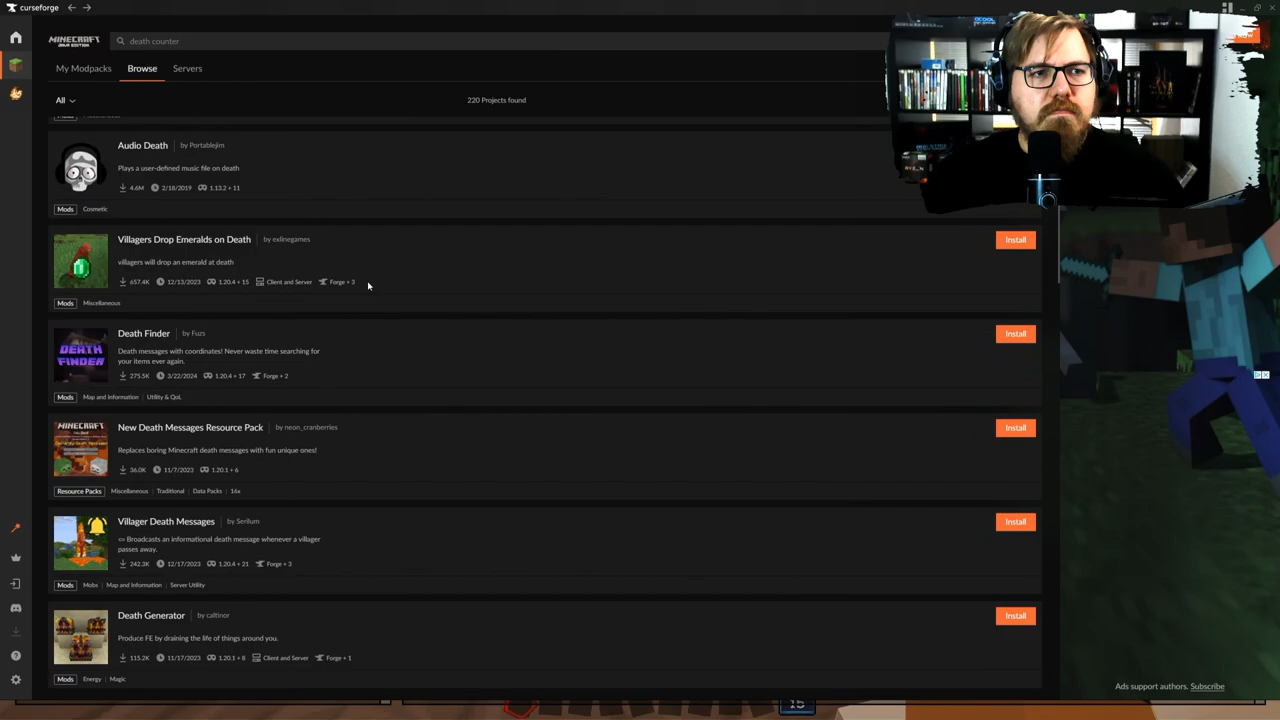 curseforge
MINECRAFT
JAVA EDITION
death counter
My Modpacks
Browse
Servers
All
220 Projects found
Audio Death
by Portablejim
Plays a user-defined music file on death
4.6M
2/18/2019
1.13.2 + 11
Mods
Cosmetic
Villagers Drop Emeralds on Death
by exlinegames
Install
villagers will drop an emerald at death
657.4K
12/13/2023
1.20.4 + 15
Client and Server
Forge + 3
Mods
Miscellaneous
Death Finder
by Fuzs
Install
DEATH
FINDER
Death messages with coordinates! Never waste time searching for
your items ever again.
275.5K
3/22/2024
1.20.4 + 17
Forge + 2
Mods
Map and Information
Utility & QoL
New Death Messages Resource Pack
by neon_cranberries
Install
MINECRAFT
Replaces boring Minecraft death messages with fun unique ones!
36.0K
11/7/2023
1.20.1 + 6
Resource Packs
Miscellaneous
Traditional
Data Packs
16x
Villager Death Messages
by Serilum
Install
Broadcasts an informational death message whenever a villager
passes away.
242.3K
12/17/2023
1.20.4 + 21
Forge + 3
Mods
Mobs
Map and Information
Server Utility
Death Generator
by caltinor
Install
Produce FE by draining the life of things around you.
115.2K
11/17/2023
1.20.1 + 8
Client and Server
Forge + 1
Mods
Energy
Magic
Ads support authors. Subscribe
15